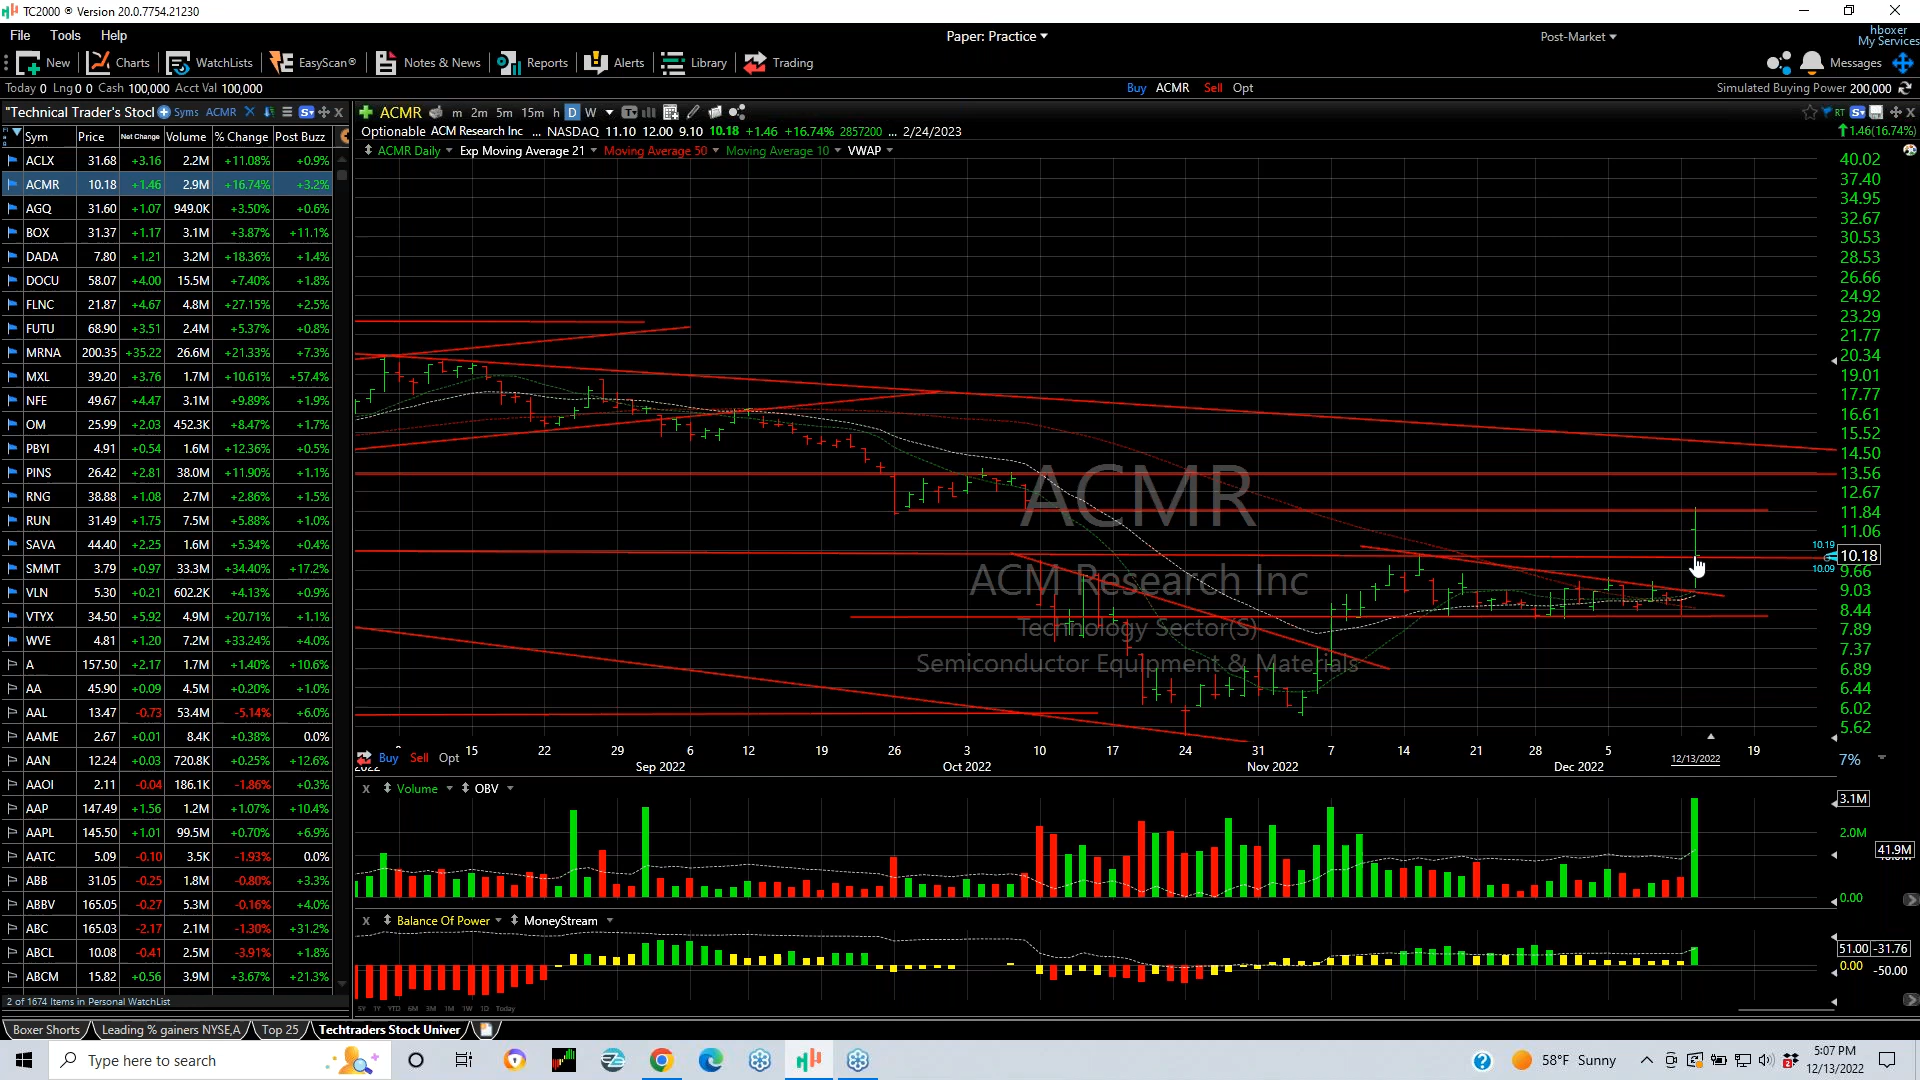 TC2000 ® Version 20.0.7754.21230
File Tools Help
Paper: Practice
Post-Market
hboxer
My Services
New Charts WatchLists EasyScan® Notes & News Reports Alerts Library Trading
Messages
Today 0 Lng 0 0 Cash 100,000 Acct Val 100,000
Buy ACMR Sell Opt
Simulated Buying Power 200,000
"Technical Trader's Stocl Syms ACMR
ACMR m 2m 5m 15m h D W
RT
Optionable ACM Research Inc ... NASDAQ 11.10 12.00 9.10 10.18 +1.46 +16.74% 2857200 ... 2/24/2023
1.46(16.74%)
ACMR Daily Exp Moving Average 21 Moving Average 50 Moving Average 10 VWAP
Sym Price Net Change Volume % Change Post Buzz
ACLX 31.68 +3.16 2.2M +11.08% +0.9%
ACMR 10.18 +1.46 2.9M +16.74% +3.2%
AGQ 31.60 +1.07 949.0K +3.50% +0.6%
BOX 31.37 +1.17 3.1M +3.87% +11.1%
DADA 7.80 +1.21 3.2M +18.36% +1.4%
DOCU 58.07 +4.00 15.5M +7.40% +1.8%
FLNC 21.87 +4.67 4.8M +27.15% +2.5%
FUTU 68.90 +3.51 2.4M +5.37% +0.8%
MRNA 200.35 +35.22 26.6M +21.33% +7.3%
MXL 39.20 +3.76 1.7M +10.61% +57.4%
NFE 49.67 +4.47 3.1M +9.89% +1.9%
OM 25.99 +2.03 452.3K +8.47% +1.7%
PBYI 4.91 +0.54 1.6M +12.36% +0.5%
PINS 26.42 +2.81 38.0M +11.90% +1.1%
RNG 38.88 +1.08 2.7M +2.86% +1.5%
RUN 31.49 +1.75 7.5M +5.88% +1.0%
SAVA 44.40 +2.25 1.6M +5.34% +0.4%
SMMT 3.79 +0.97 33.3M +34.40% +17.2%
VLN 5.30 +0.21 602.2K +4.13% +0.9%
VTYX 34.50 +5.92 4.9M +20.71% +1.1%
WVE 4.81 +1.20 7.2M +33.24% +4.0%
A 157.50 +2.17 1.7M +1.40% +10.6%
AA 45.90 +0.09 4.5M +0.20% +1.0%
AAL 13.47 -0.73 53.4M -5.14% +6.0%
AAME 2.67 +0.01 8.4K +0.38% 0.0%
AAN 12.24 +0.03 720.8K +0.25% +12.6%
AAOI 2.11 -0.04 186.1K -1.86% +0.3%
AAP 147.49 +1.56 1.2M +1.07% +10.4%
AAPL 145.50 +1.01 99.5M +0.70% +6.9%
AATC 5.09 -0.10 3.5K -1.93% 0.0%
ABB 31.05 -0.25 1.8M -0.80% +3.3%
ABBV 165.05 -0.27 5.3M -0.16% +4.0%
ABC 165.03 -2.17 2.1M -1.30% +31.2%
ABCL 10.08 -0.41 2.5M -3.91% +1.8%
ABCM 15.82 +0.56 3.9M +3.67% +21.3%
2 of 1674 Items in Personal WatchList
40.02
37.40
34.95
32.67
30.53
28.53
26.66
24.92
23.29
21.77
20.34
19.01
17.77
16.61
15.52
14.50
13.56
12.67
11.84
11.06
10.19
10.18
10.09
9.66
9.03
8.44
7.89
7.37
6.89
6.44
6.02
5.62
ACMR
ACM Research Inc
Technology Sector(S)
Semiconductor Equipment & Materials
15 22 29 6 12 19 26 3 10 17 24 31 7 14 21 28 5 19
Buy Sell Opt
2022 Sep 2022 Oct 2022 Nov 2022 Dec 2022 12/13/2022
7%
x Volume OBV
3.1M
2.0M
41.9M
0.00
x Balance Of Power MoneyStream
51.00 -31.76
0.00
-50.00
5Y 1Y YTD 6M 3M 1M 1W 1D Today
Boxer Shorts Leading % gainers NYSE,A Top 25 Techtraders Stock Univer
Type here to search
58°F Sunny
5:07 PM
12/13/2022